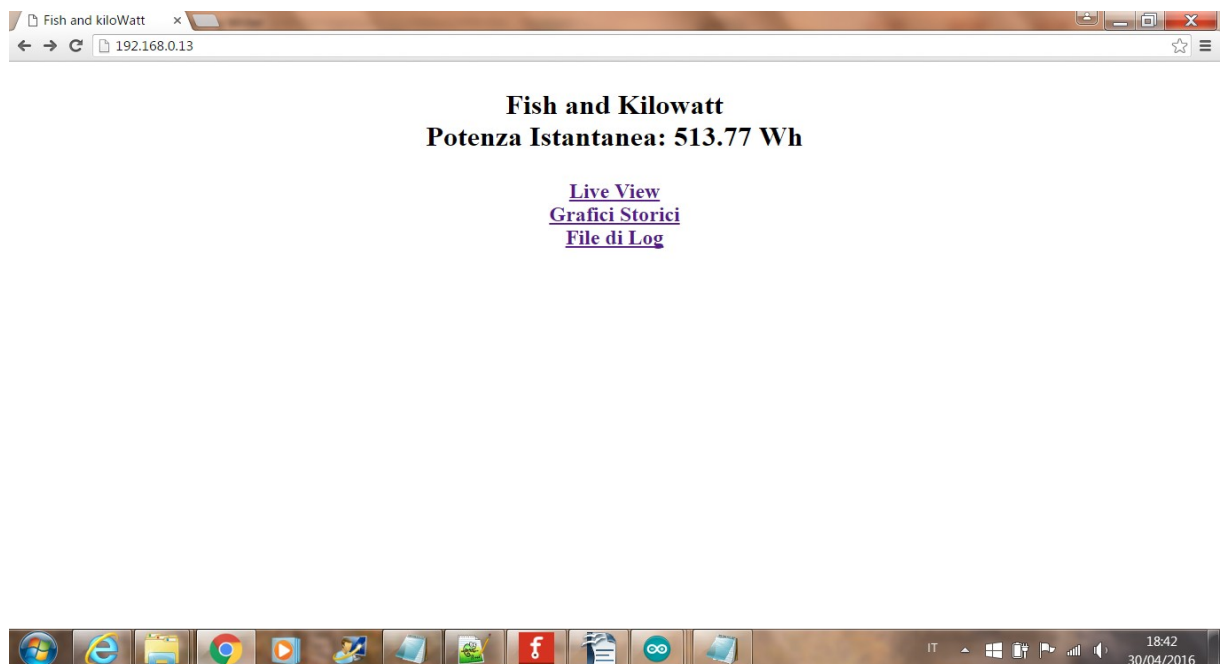 Fish and kiloWatt
192.168.0.13
Fish and Kilowatt
Potenza Istantanea: 513.77 Wh
Live View
Grafici Storici
File di Log
IT
18:42
30/04/2016